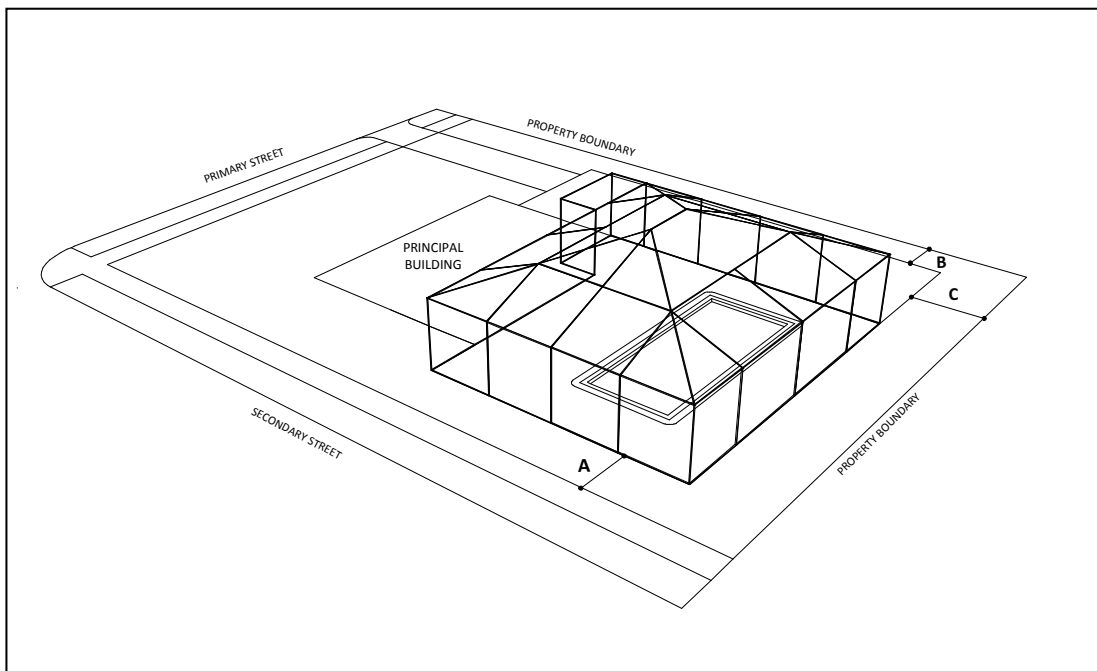 PROPERTY BOUNDARY
PRIMARY STREET
PRINCIPAL
BUILDING
B
C
SECONDARY STREET
PROPERTY BOUNDARY
A